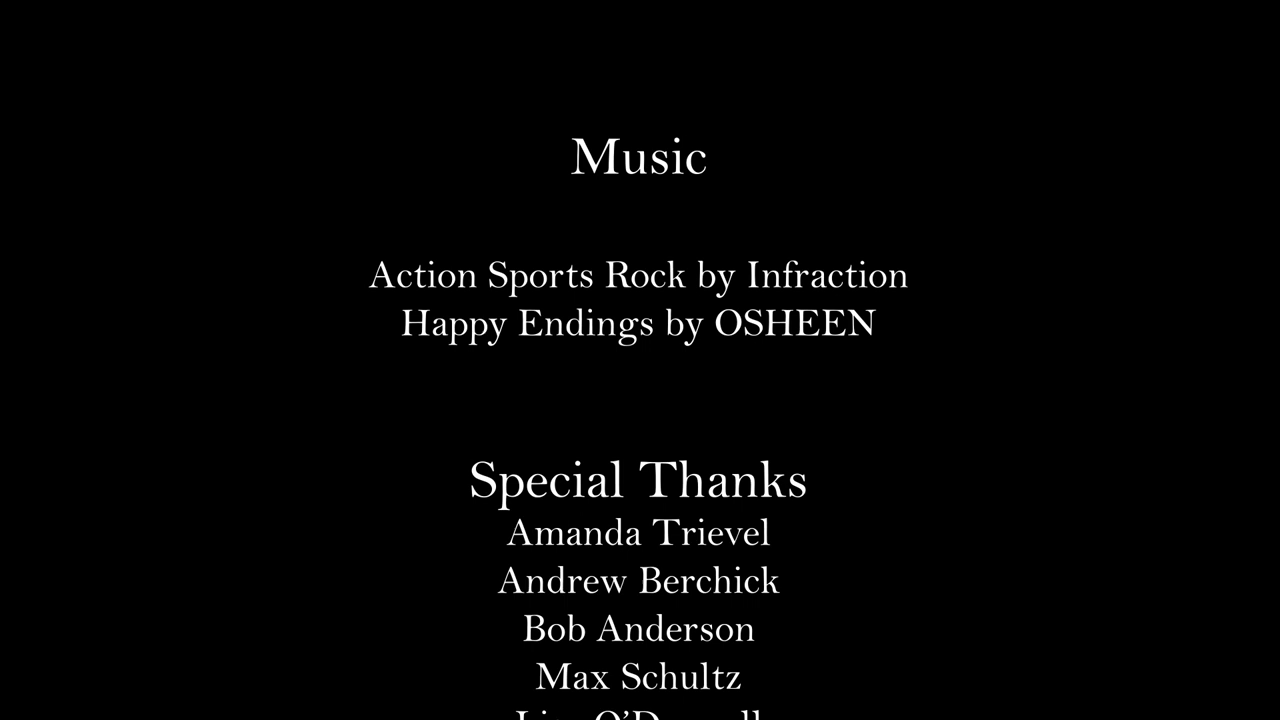 Music
Action Sports Rock by Infraction
Happy Endings by OSHEEN
Special Thanks
Amanda Trievel
Andrew Berchick
Bob Anderson
Max Schultz